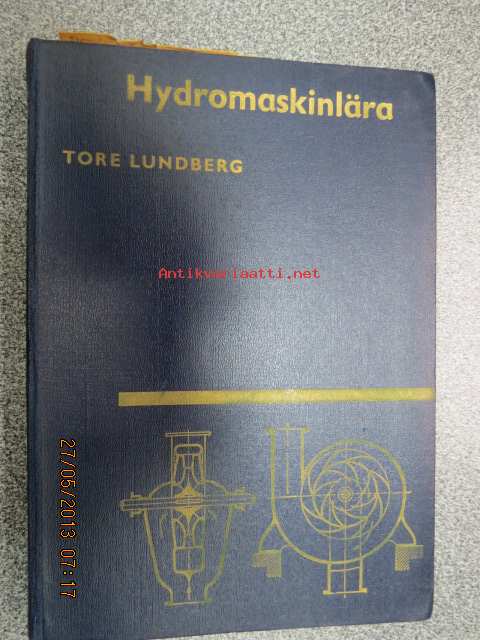 Hydromaskinlära
TORE LUNDBERG
Antikvariaatti.net
27/05/2013 07:17